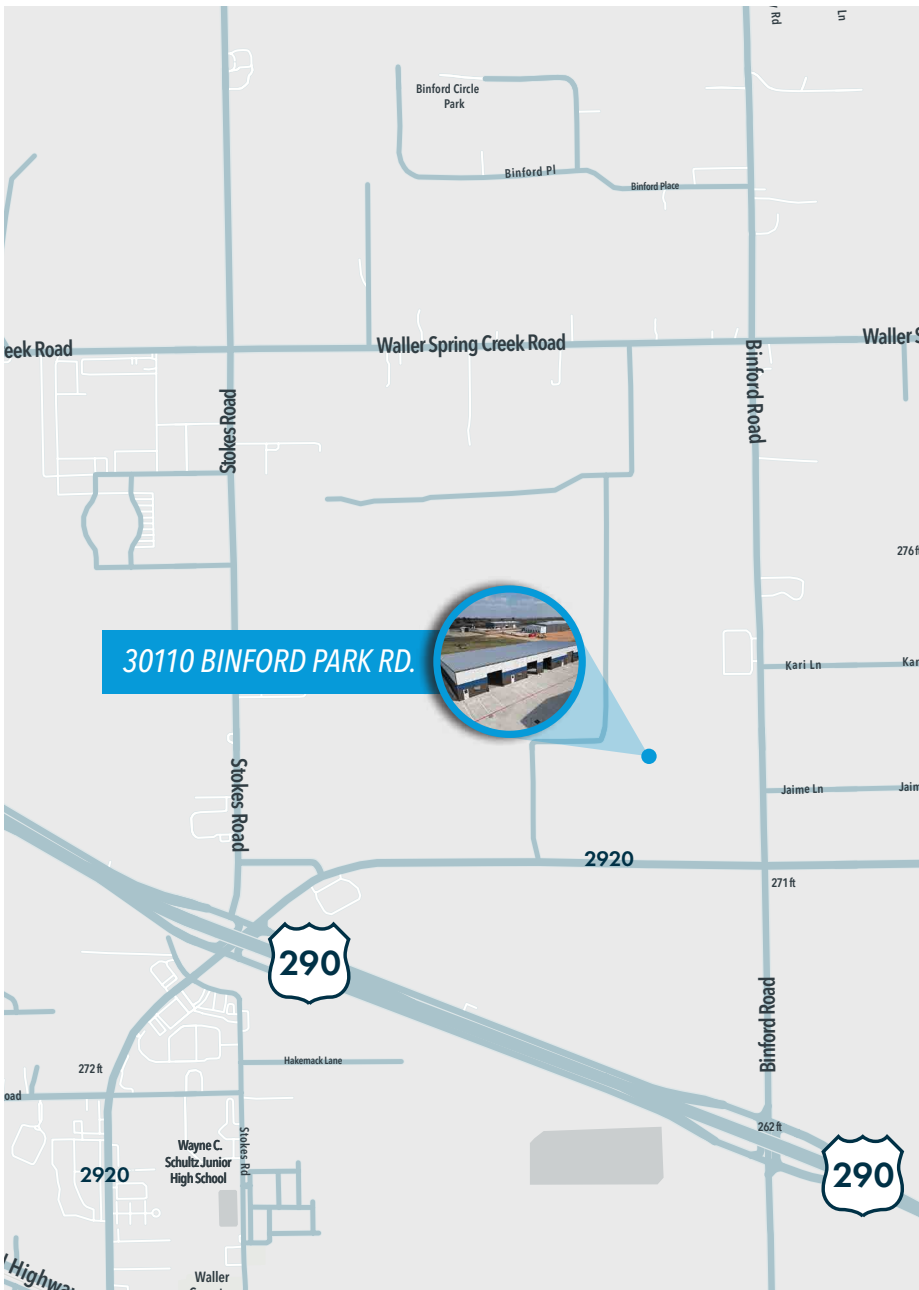 Rd
Ln
Binford Circle
Park
Binford Pl
Binford Place
eek Road
Waller Spring Creek Road
Waller S
Stokes Road
Binford Road
276 ft
30110 BINFORD PARK RD.
Kari Ln
Kar
Stokes Road
Jaime Ln
Jaim
2920
271 ft
290
Binford Road
272 ft
Hakemack Lane
oad
262 ft
Stokes Rd
Wayne C.
Schultz Junior
High School
2920
290
Highwa
Waller